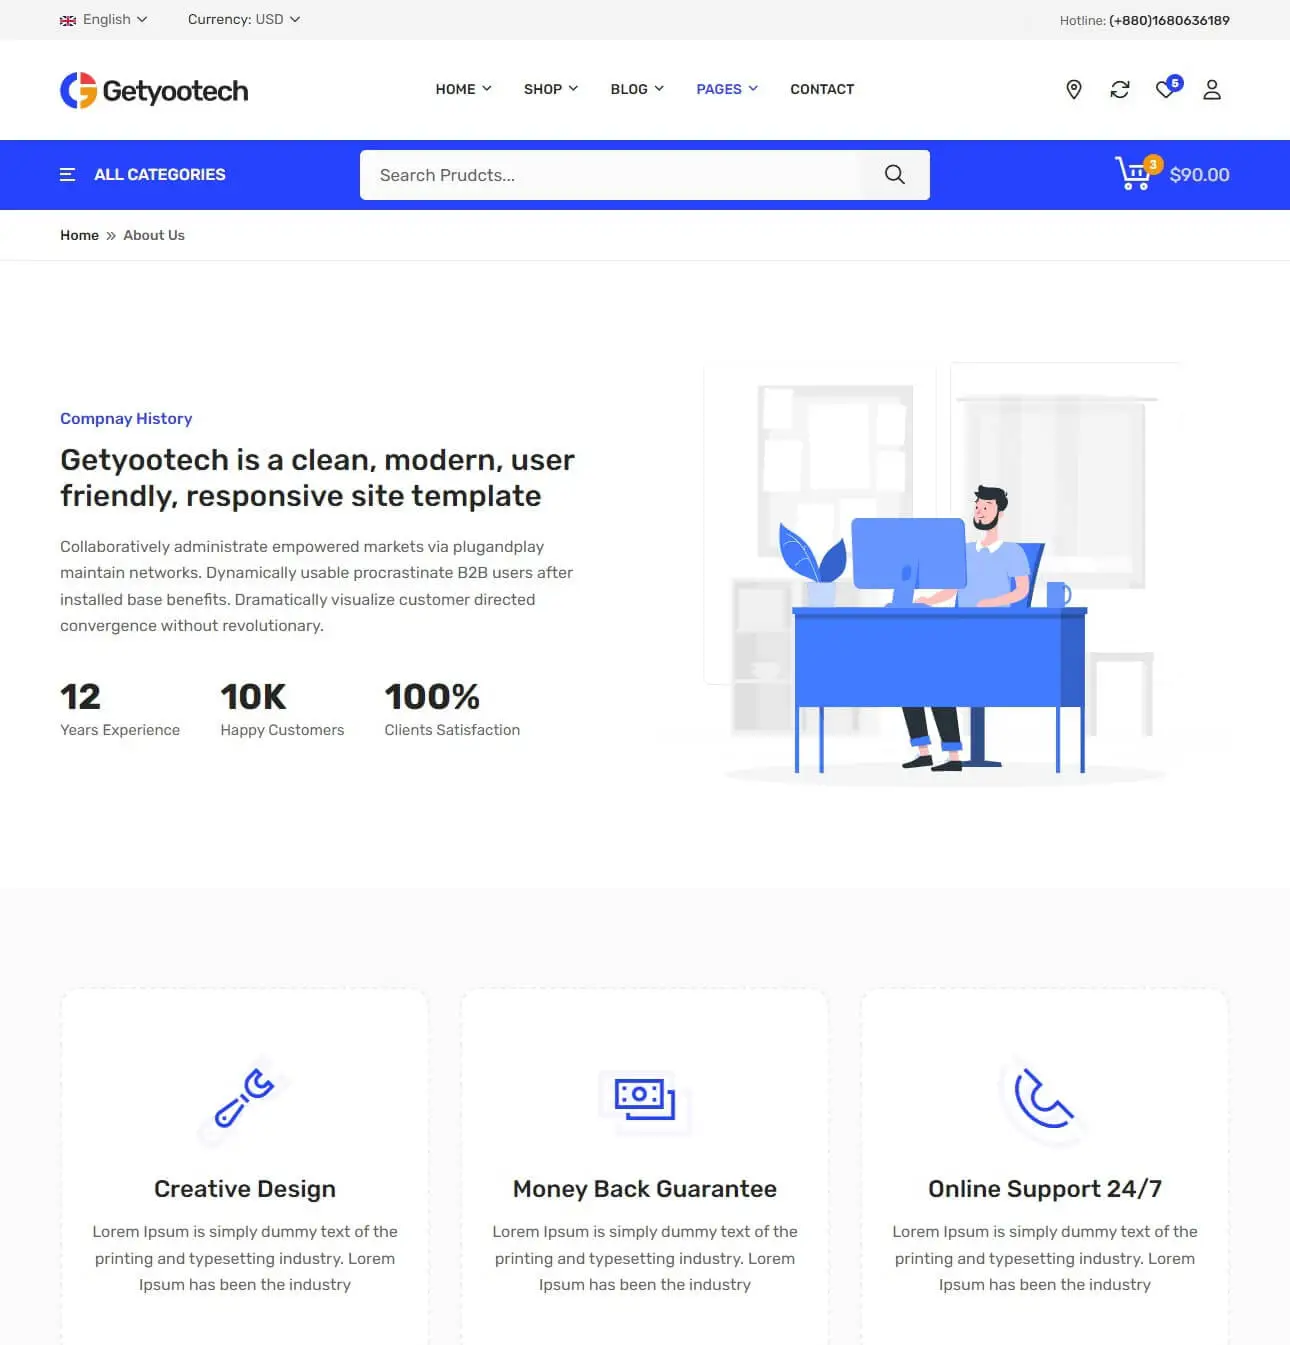 English
Currency: USD
Hotline: (+880)1680636189
Getyootech
HOME
SHOP
BLOG
PAGES
CONTACT
5
ALL CATEGORIES
Search Prudcts...
3
$90.00
Home » About Us
Compnay History
Getyootech is a clean, modern, user
friendly, responsive site template
Collaboratively administrate empowered markets via plugandplay
maintain networks. Dynamically usable procrastinate B2B users after
installed base benefits. Dramatically visualize customer directed
convergence without revolutionary.
12
Years Experience
10K
Happy Customers
100%
Clients Satisfaction
Creative Design
Lorem Ipsum is simply dummy text of the
printing and typesetting industry. Lorem
Ipsum has been the industry
Money Back Guarantee
Lorem Ipsum is simply dummy text of the
printing and typesetting industry. Lorem
Ipsum has been the industry
Online Support 24/7
Lorem Ipsum is simply dummy text of the
printing and typesetting industry. Lorem
Ipsum has been the industry